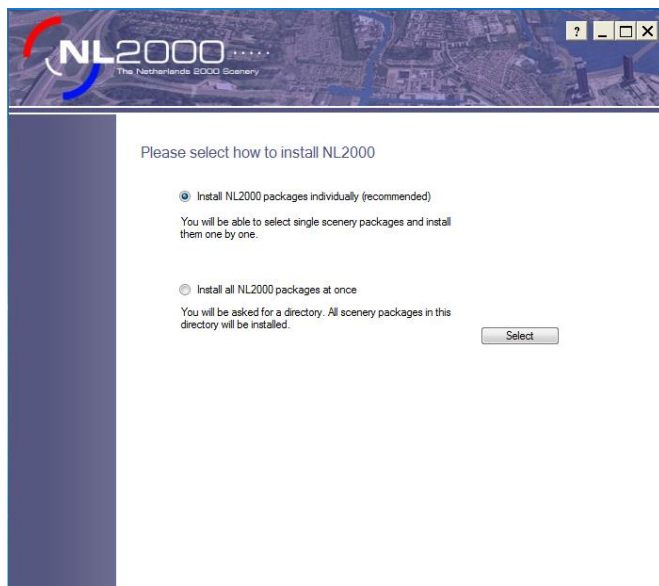 NL2000
The Netherlands 2000 Scenery
?
Please select how to install NL2000
Install NL2000 packages individually (recommended)
You will be able to select single scenery packages and install
them one by one.
Install all NL2000 packages at once
You will be asked for a directory. All scenery packages in this
directory will be installed.
Select